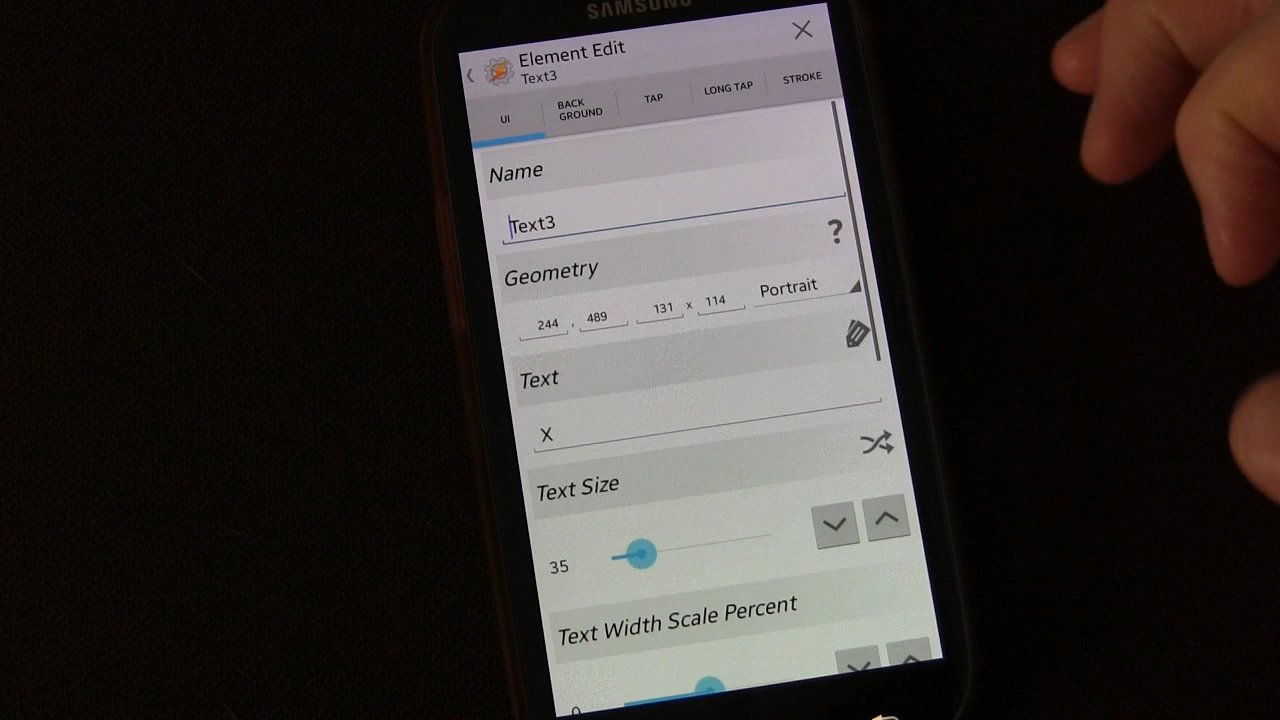 SAMSUNG
Element Edit
Text3
UI
BACK
GROUND
TAP
LONG TAP
STROKE
Name
Text3
Geometry
?
244 , 489 131 x 114 Portrait
Text
X
Text Size
35
Text Width Scale Percent
0